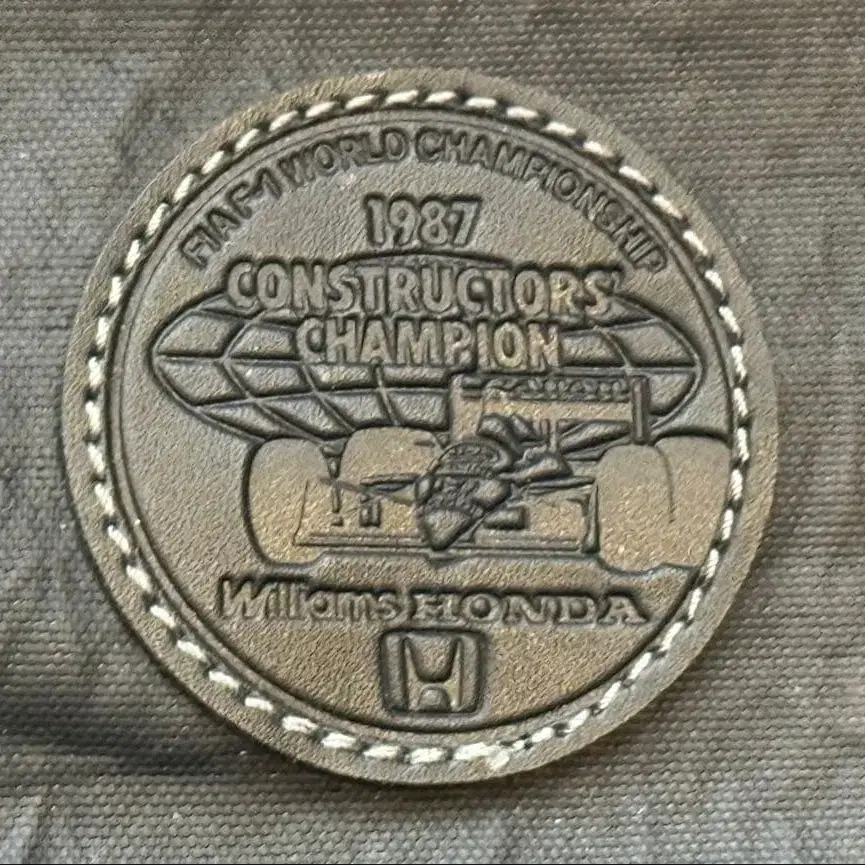 FIA F-1 WORLD CHAMPIONSHIP
1987
CONSTRUCTORS'
CHAMPION
Williams HONDA